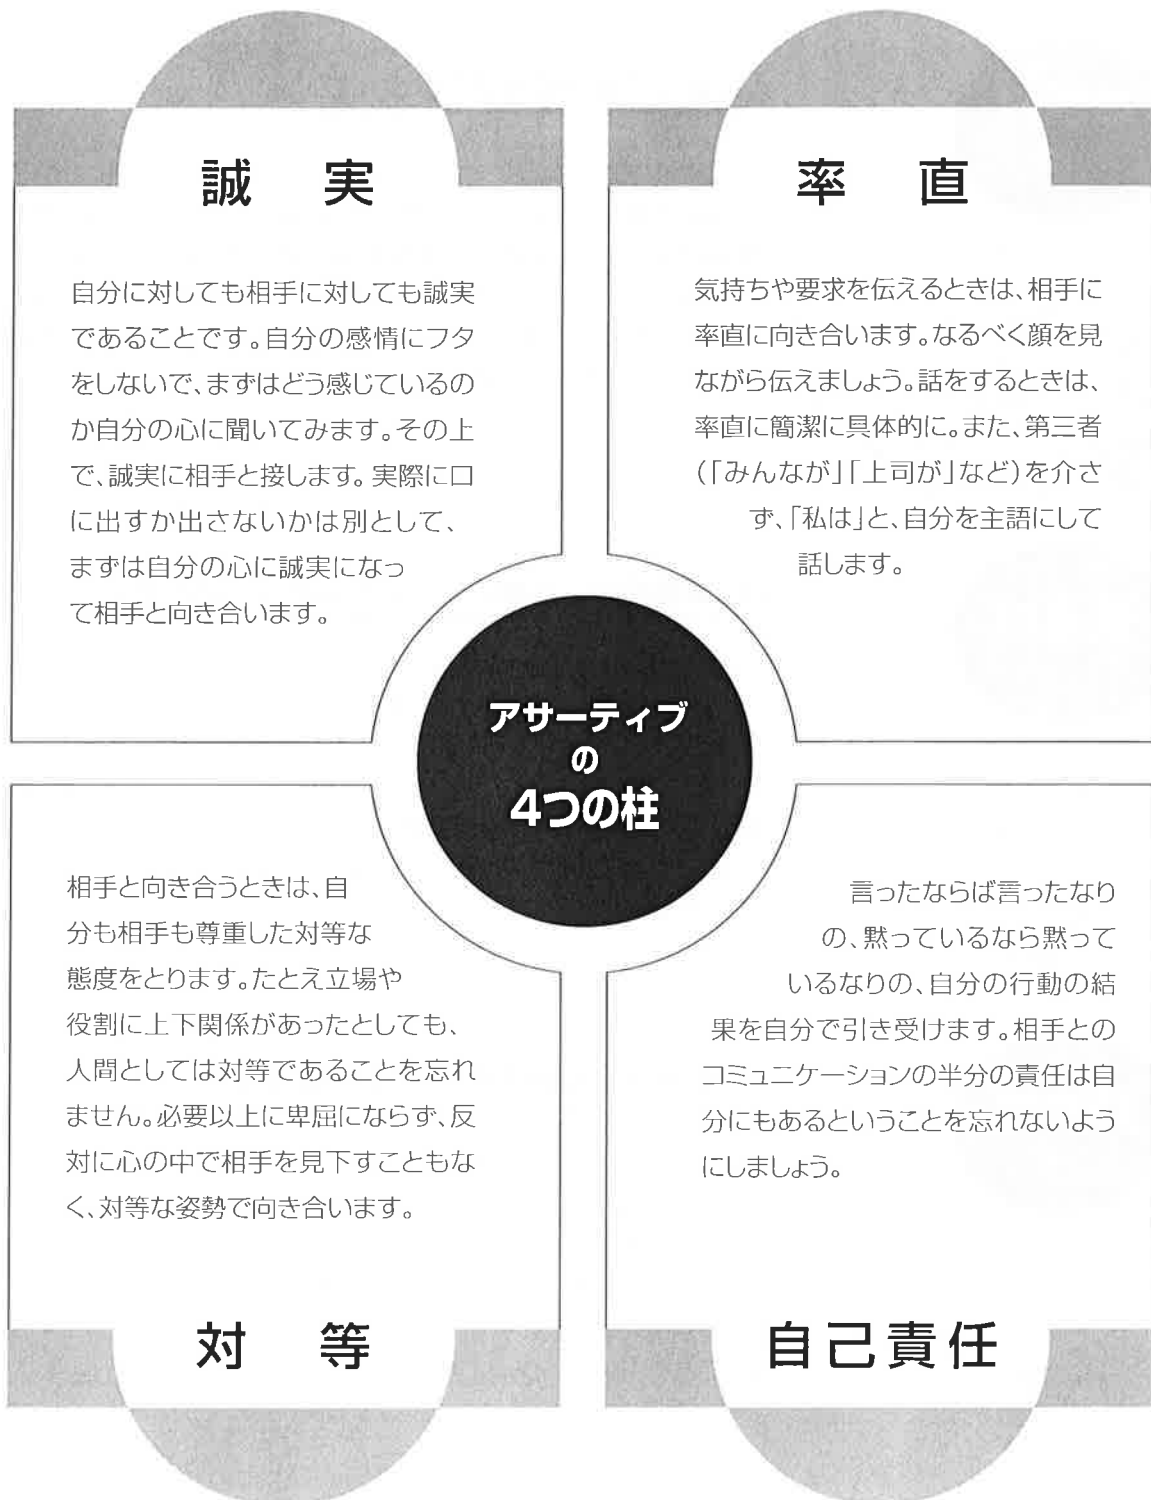 誠　実
自分に対しても相手に対しても誠実
であることです。自分の感情にフタ
をしないで、まずはどう感じているの
か自分の心に聞いてみます。その上
で、誠実に相手と接します。実際に口
に出すか出さないかは別として、
まずは自分の心に誠実になっ
て相手と向き合います。
率　直
気持ちや要求を伝えるときは、相手に
率直に向き合います。なるべく顔を見
ながら伝えましょう。話をするときは、
率直に簡潔に具体的に。また、第三者
(「みんなが」「上司が」など)を介さ
ず、「私は」と、自分を主語にして
話します。
アサーティブ
の
4つの柱
相手と向き合うときは、自
分も相手も尊重した対等な
態度をとります。たとえ立場や
役割に上下関係があったとしても、
人間としては対等であることを忘れ
ません。必要以上に卑屈にならず、反
対に心の中で相手を見下すこともな
く、対等な姿勢で向き合います。
対　等
言ったならば言ったなり
の、黙っているなら黙って
いるなりの、自分の行動の結
果を自分で引き受けます。相手との
コミュニケーションの半分の責任は自
分にもあるということを忘れないよう
にしましょう。
自己責任